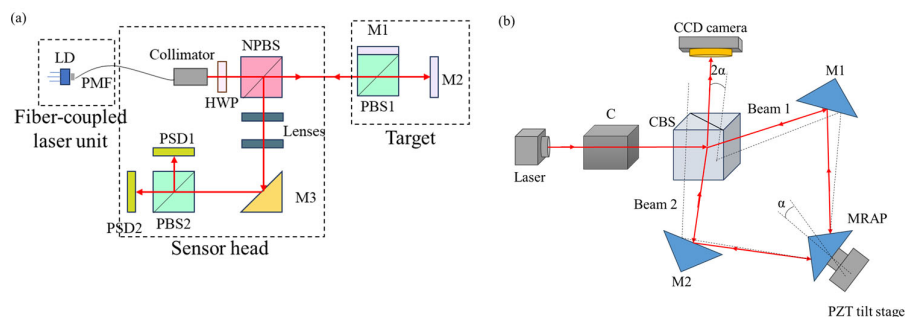 (a)
LD
PMF
Fiber-coupled
laser unit
Collimator
HWP
NPBS
Lenses
PSD1
PSD2
PBS2
M3
Sensor head
M1
M2
PBS1
Target
(b)
CCD camera
2α
M1
C
CBS
Beam 1
Laser
Beam 2
α
MRAP
M2
PZT tilt stage